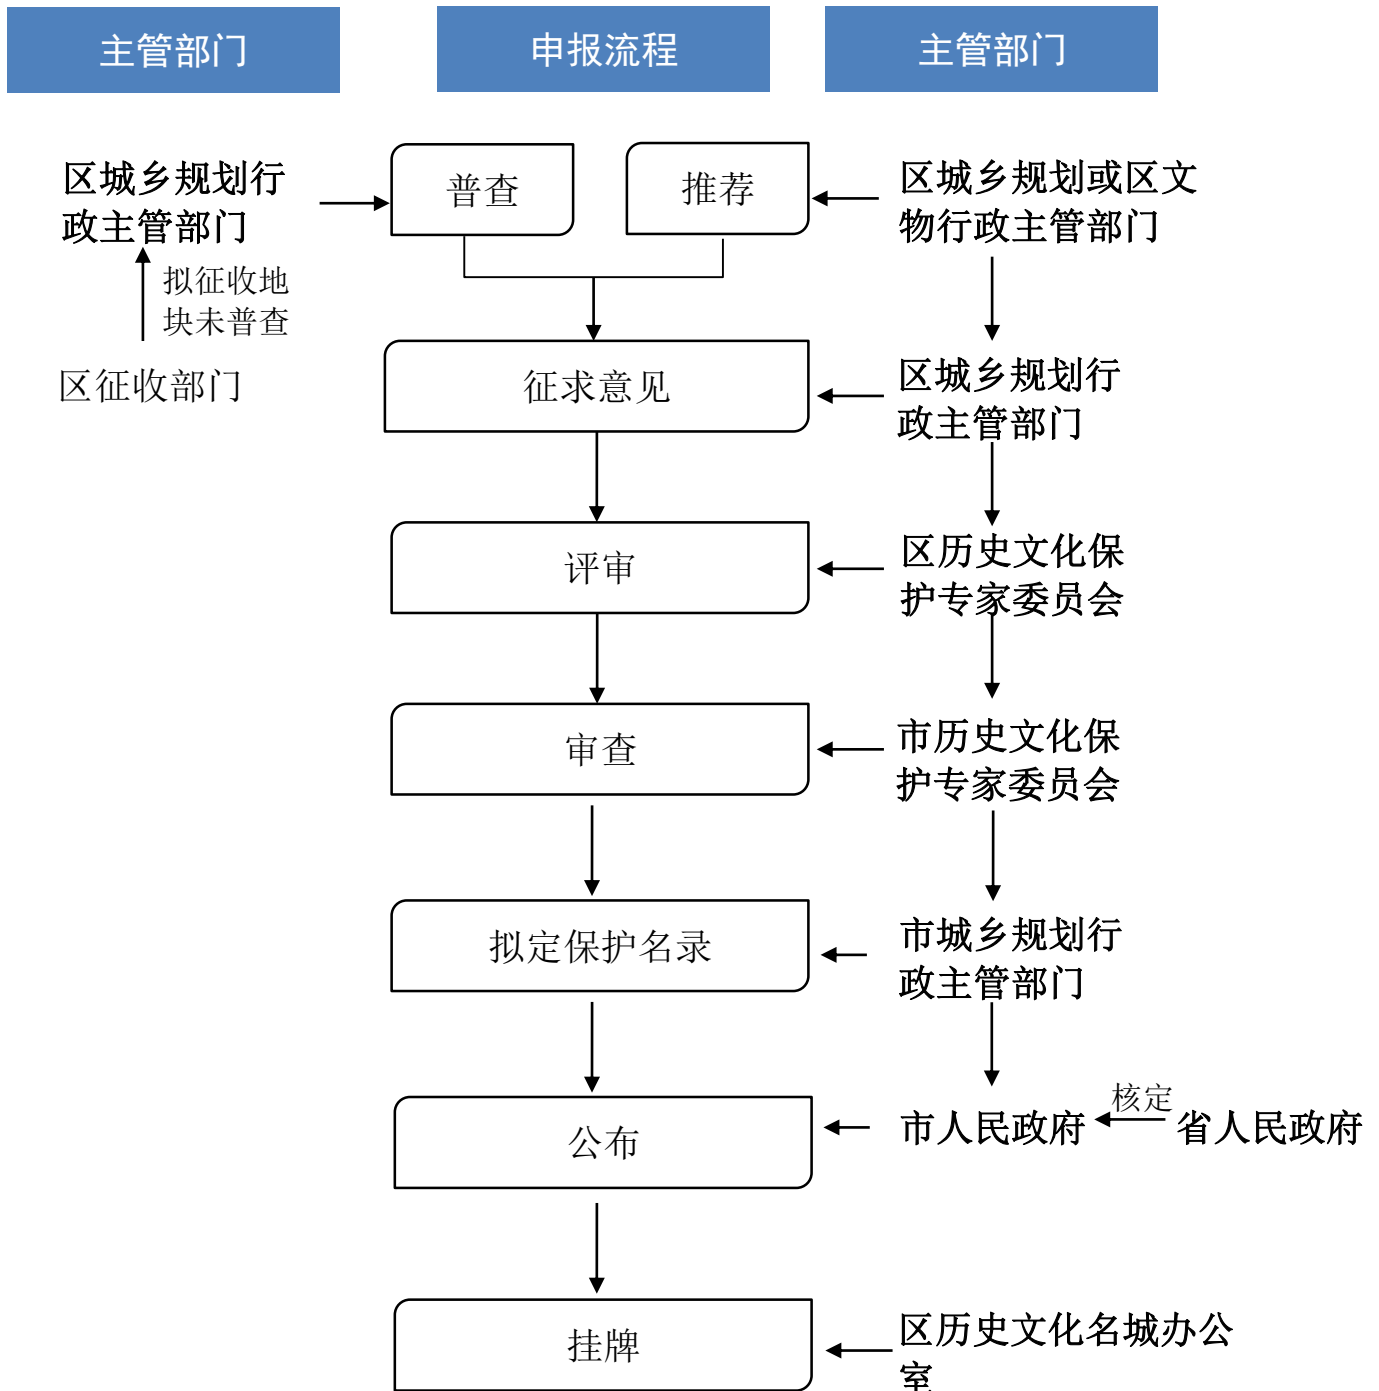 主管部门
申报流程
主管部门
区城乡规划行
政主管部门
普查
推荐
区城乡规划或区文
物行政主管部门
拟征收地
块未普查
区征收部门
征求意见
区城乡规划行
政主管部门
评审
区历史文化保
护专家委员会
审查
市历史文化保
护专家委员会
拟定保护名录
市城乡规划行
政主管部门
公布
市人民政府
核定
省人民政府
挂牌
区历史文化名城办公
室